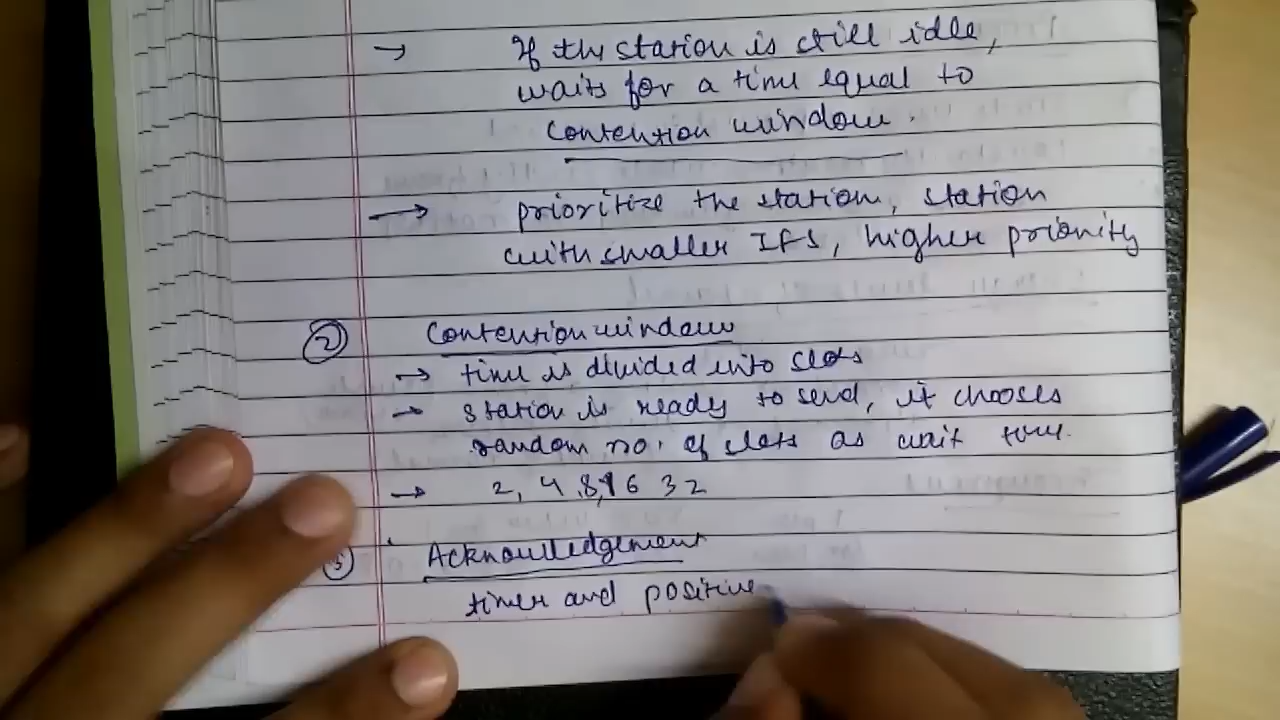 → If the station is still idle,
waits for a time equal to
Contention window.
→ prioritize the station, station
with smaller IFS, higher priority
② Contention window
→ time is divided into slots
→ station is ready to send, it chooses
random no. of slots as wait time.
→ 2, 4, 8, 16 32
③ Acknowledgement
timer and positive